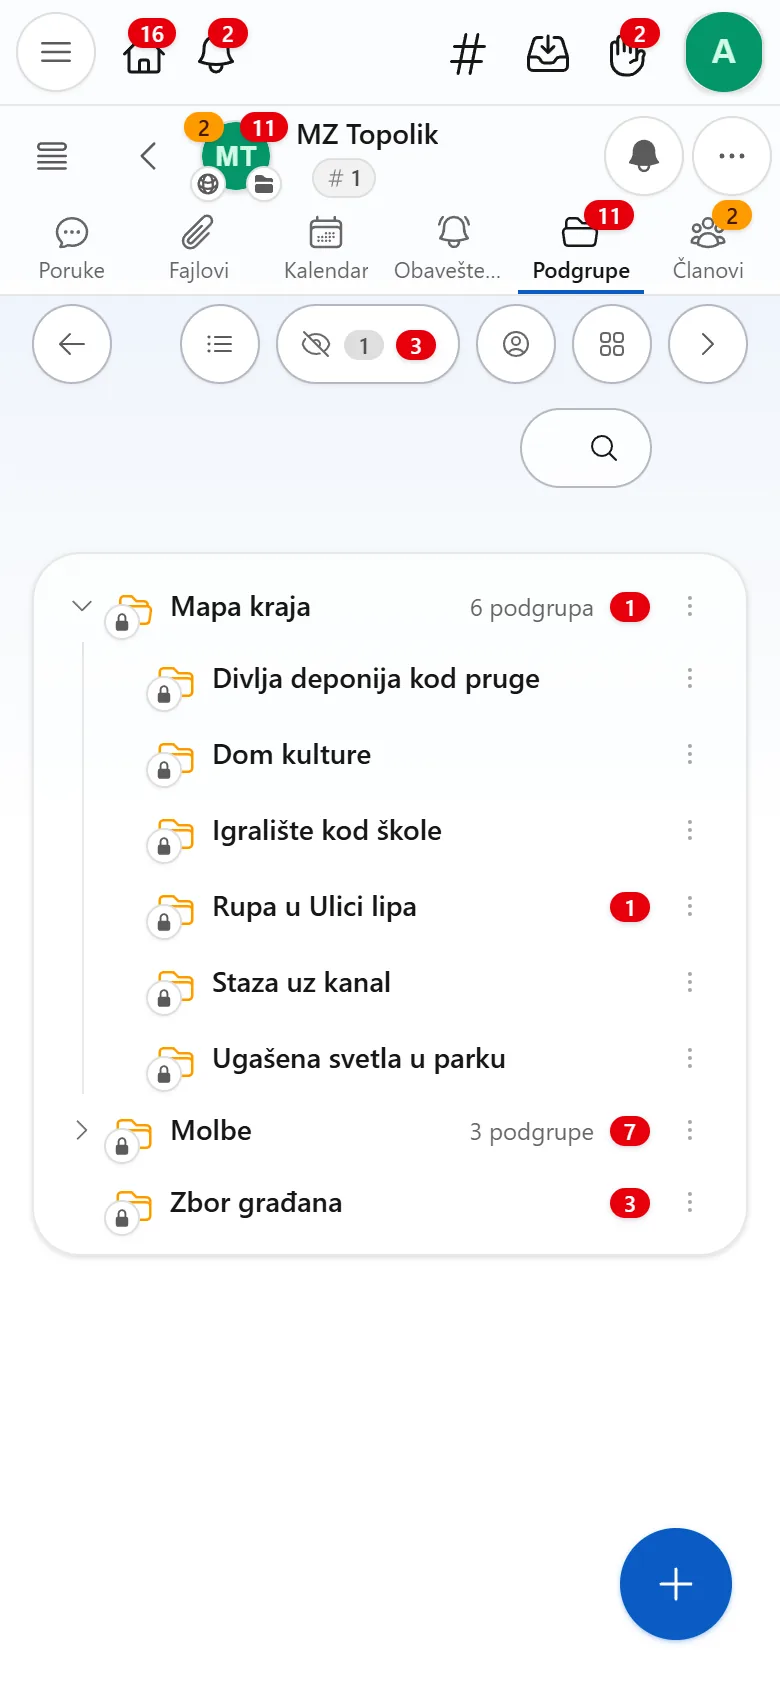 16
2
2
A
2
11
MT
MZ Topolik
# 1
Poruke
Fajlovi
Kalendar
Obavešte...
11
Podgrupe
2
Članovi
1
3
Mapa kraja 6 podgrupa 1
Divlja deponija kod pruge
Dom kulture
Igralište kod škole
Rupa u Ulici lipa 1
Staza uz kanal
Ugašena svetla u parku
Molbe 3 podgrupe 7
Zbor građana 3